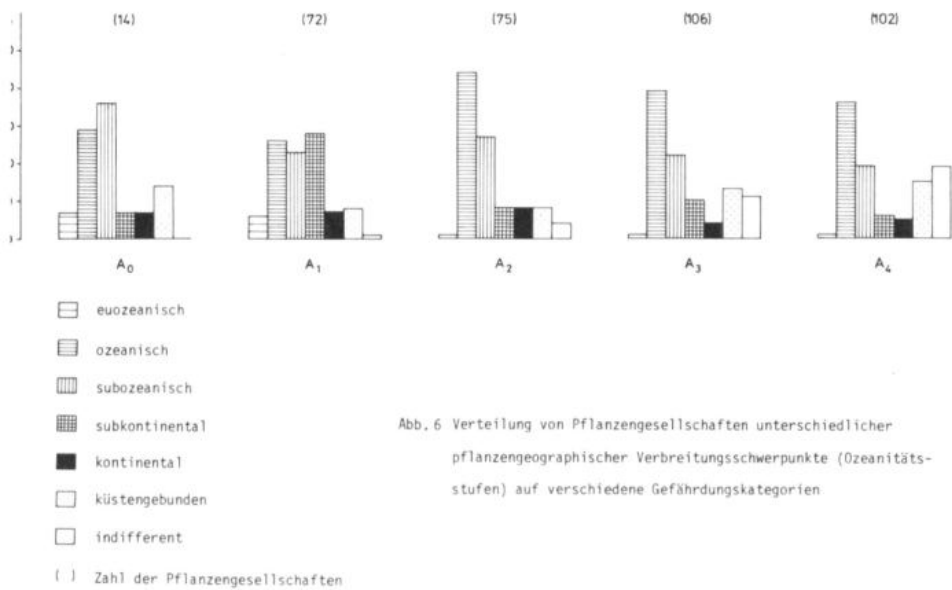 (14) (72) (75) (106) (102)
A0 A1 A2 A3 A4
euozeanisch
ozeanisch
subozeanisch
subkontinental
kontinental
küstengebunden
indifferent
( ) Zahl der Pflanzengesellschaften
Abb. 6 Verteilung von Pflanzengesellschaften unterschiedlicher
pflanzengeographischer Verbreitungsschwerpunkte (Ozeanitäts-
stufen) auf verschiedene Gefährdungskategorien